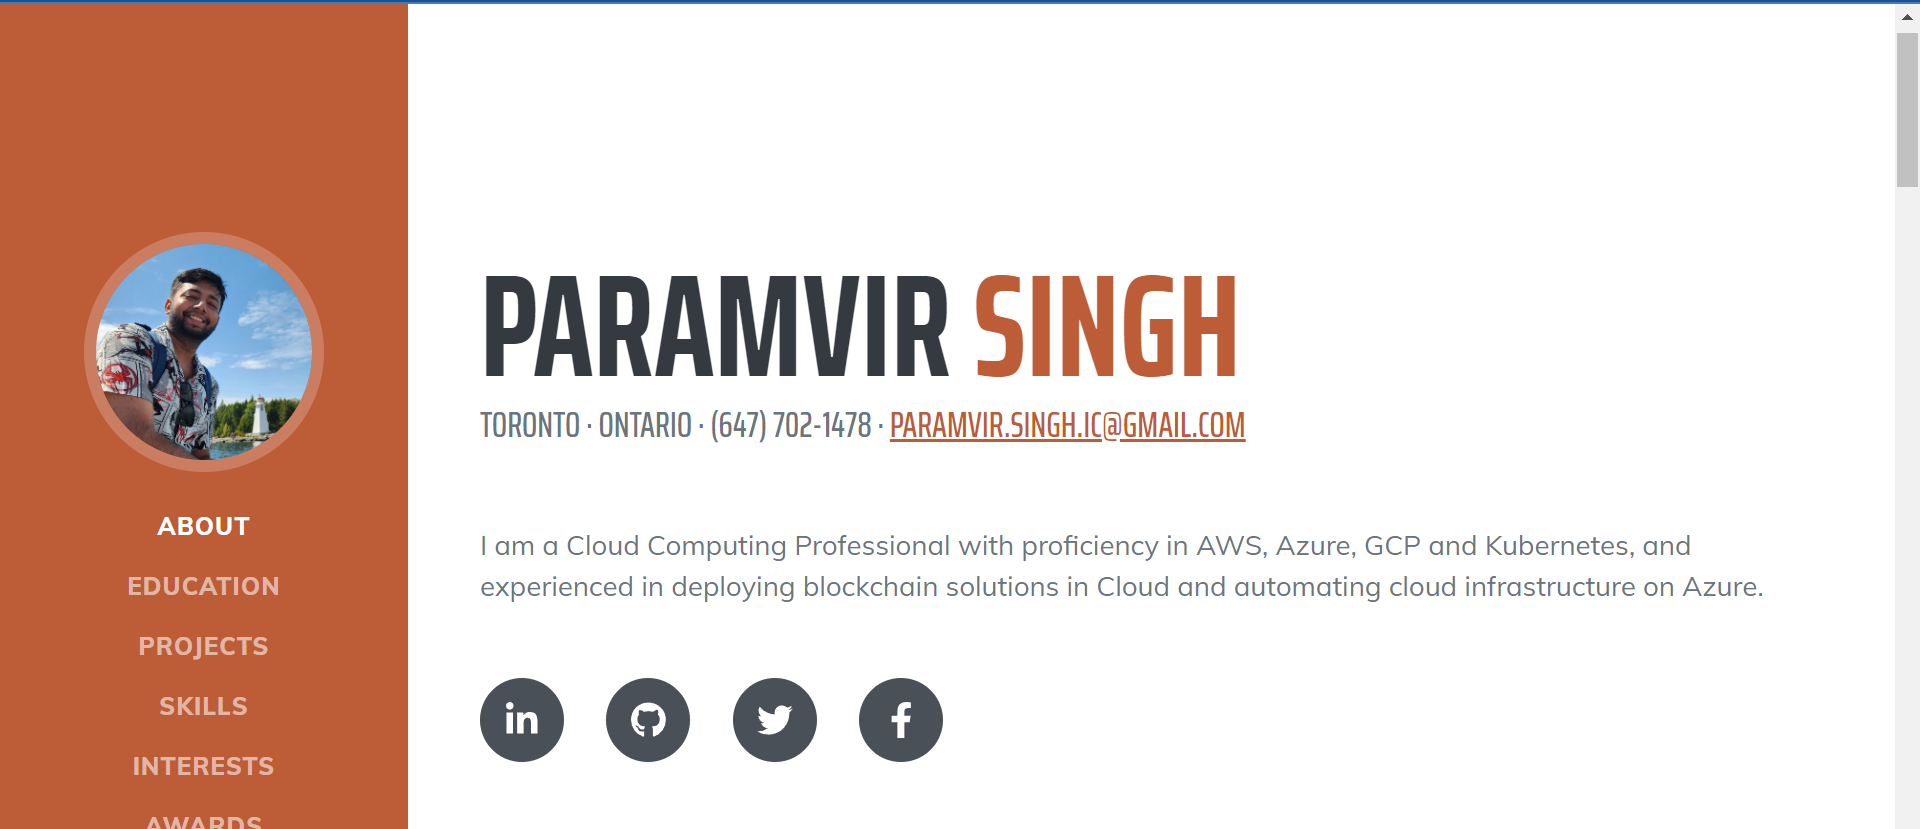 ABOUT
EDUCATION
PROJECTS
SKILLS
INTERESTS
AWARDS
PARAMVIR SINGH
TORONTO · ONTARIO · (647) 702-1478 · PARAMVIR.SINGH.IC@GMAIL.COM
I am a Cloud Computing Professional with proficiency in AWS, Azure, GCP and Kubernetes, and
experienced in deploying blockchain solutions in Cloud and automating cloud infrastructure on Azure.
in